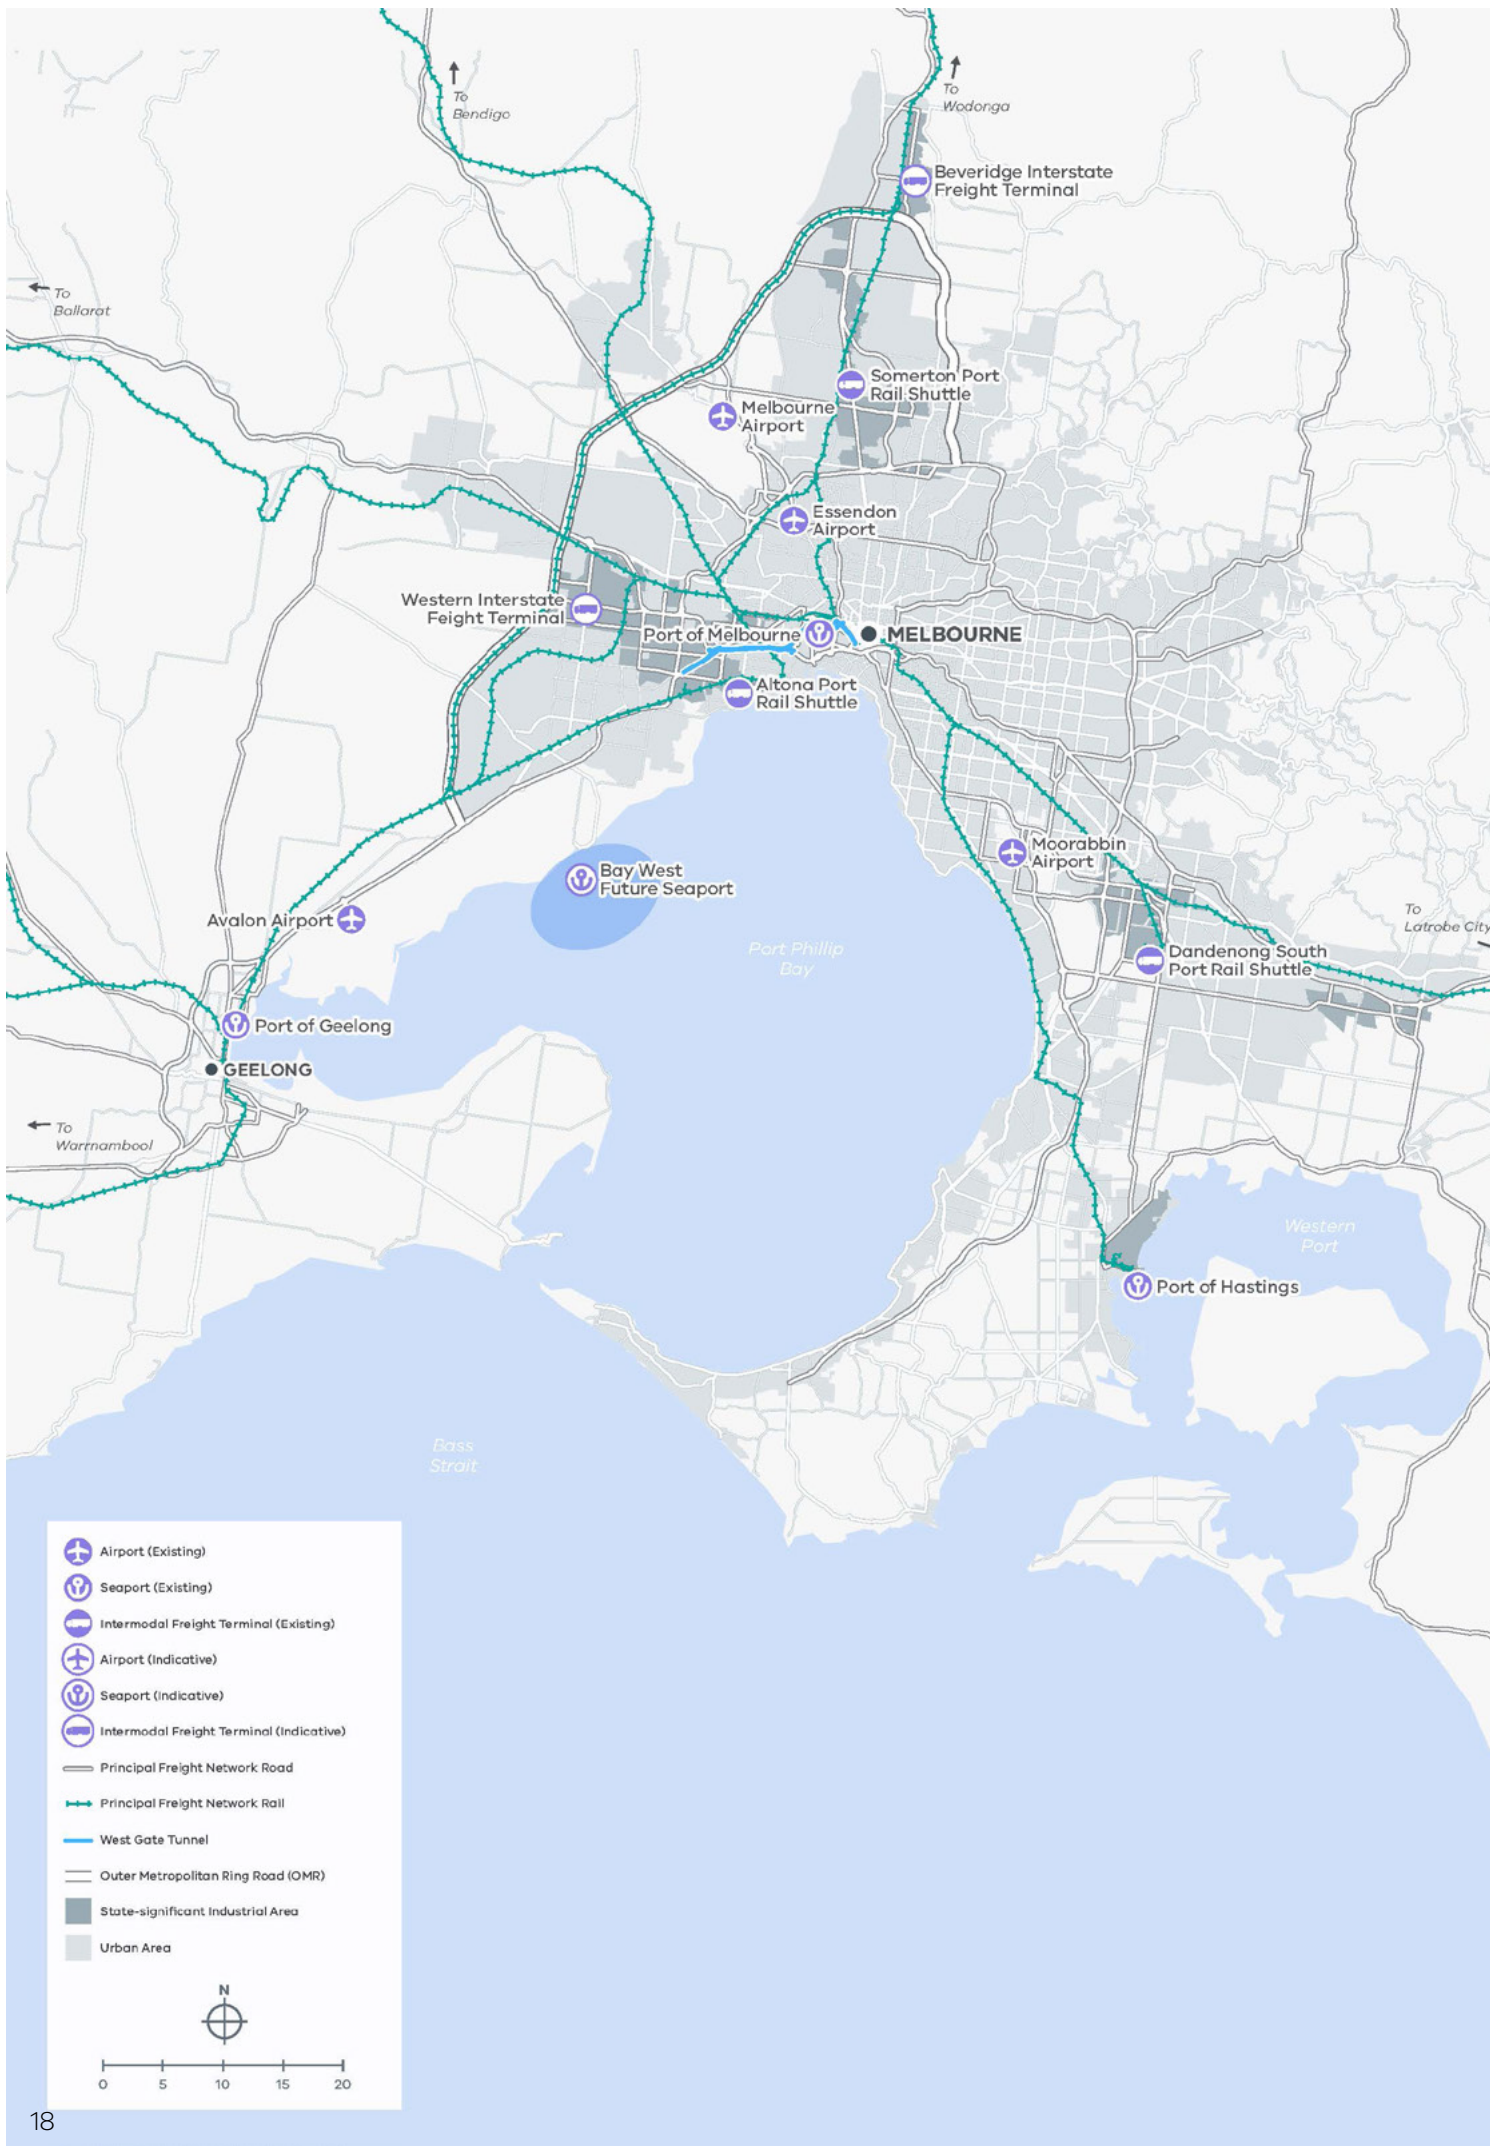 To
Bendigo
To
Wodonga
Beveridge Interstate
Freight Terminal
To
Ballarat
Somerton Port
Rail Shuttle
Melbourne
Airport
Essendon
Airport
Western Interstate
Feight Terminal
Port of Melbourne
MELBOURNE
Altona Port
Rail Shuttle
Moorabbin
Airport
Bay West
Future Seaport
Avalon Airport
To
Latrobe City
Port Phillip
Bay
Dandenong South
Port Rail Shuttle
Port of Geelong
GEELONG
To
Warrnambool
Western
Port
Port of Hastings
Bass
Strait
Airport (Existing)
Seaport (Existing)
Intermodal Freight Terminal (Existing)
Airport (Indicative)
Seaport (Indicative)
Intermodal Freight Terminal (Indicative)
Principal Freight Network Road
Principal Freight Network Rail
West Gate Tunnel
Outer Metropolitan Ring Road (OMR)
State-significant Industrial Area
Urban Area
N
0 5 10 15 20
18